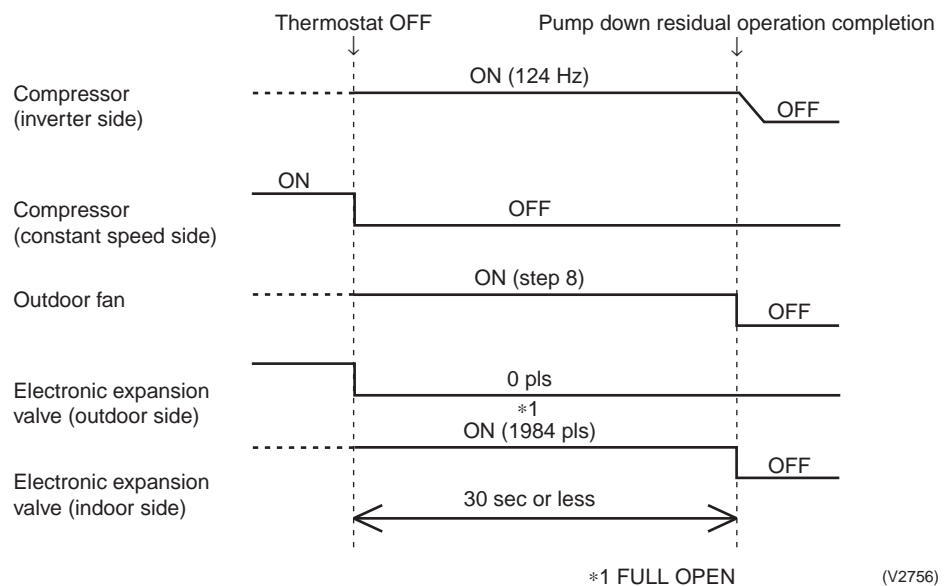 Thermostat OFF
Pump down residual operation completion
Compressor
(inverter side)
ON (124 Hz)
OFF
Compressor
(constant speed side)
ON
OFF
Outdoor fan
ON (step 8)
OFF
Electronic expansion
valve (outdoor side)
0 pls
*1
Electronic expansion
valve (indoor side)
ON (1984 pls)
OFF
30 sec or less
*1 FULL OPEN
(V2756)